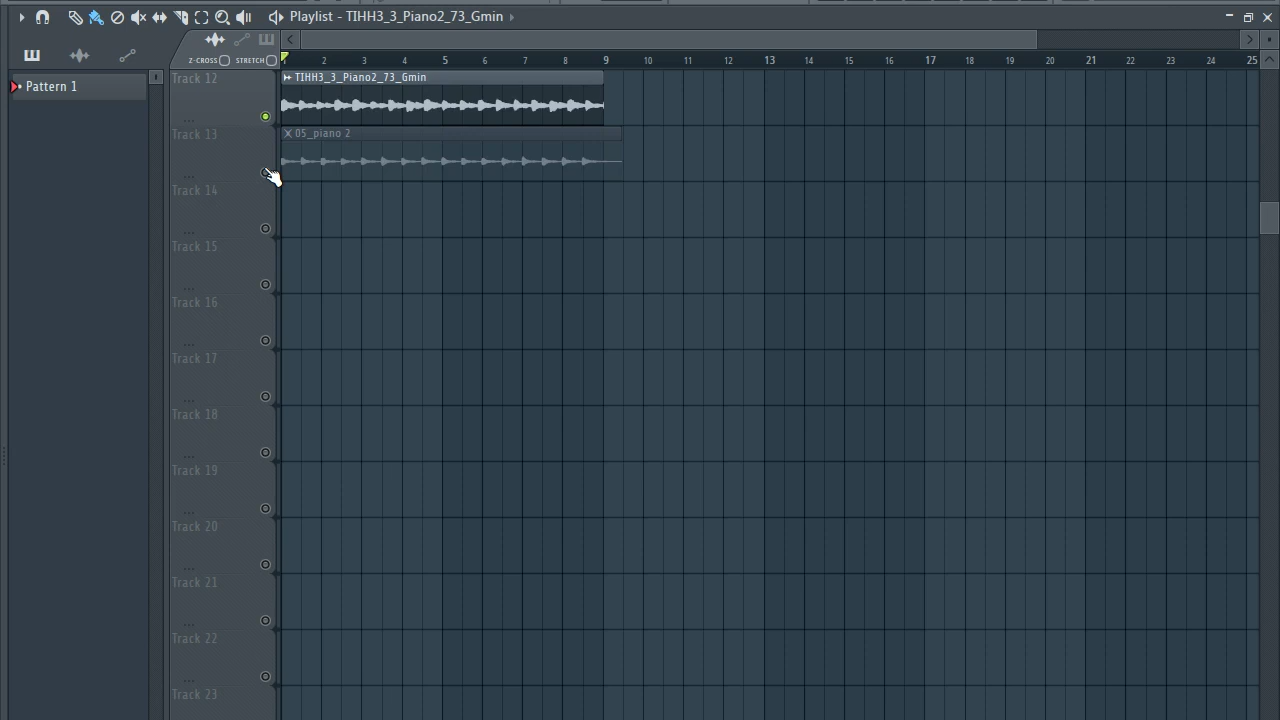 Playlist - TIHH3_3_Piano2_73_Gmin
Z-CROSS STRETCH
1 2 3 4 5 6 7 8 9 10 11 12 13 14 15 16 17 18 19 20 21 22 23 24 25
Pattern 1
Track 12
TIHH3_3_Piano2_73_Gmin
Track 13
05_piano 2
Track 14
Track 15
Track 16
Track 17
Track 18
Track 19
Track 20
Track 21
Track 22
Track 23